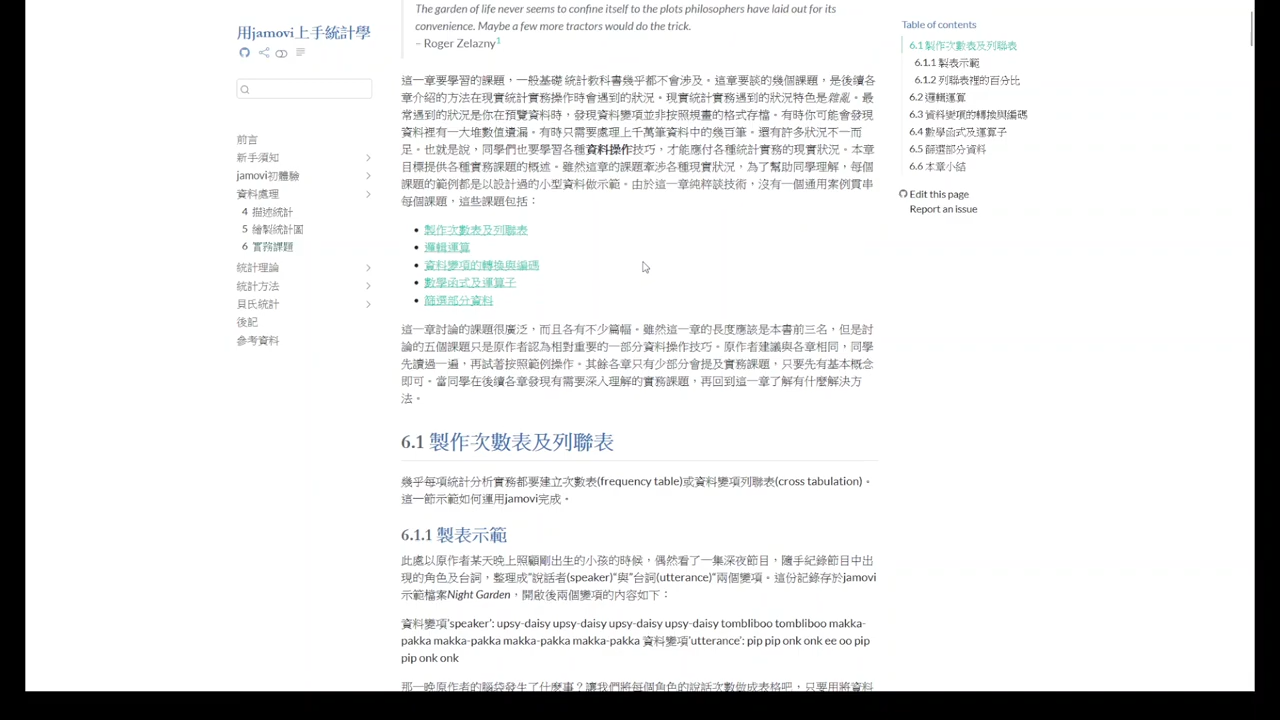 用jamovi上手統計學
前言
新手須知
jamovi初體驗
資料處理
4 描述統計
5 繪製統計圖
6 實務課題
統計理論
統計方法
貝氏統計
後記
參考資料
The garden of life never seems to confine itself to the plots philosophers have laid out for its
convenience. Maybe a few more tractors would do the trick.
– Roger Zelazny1
這一章要學習的課題，一般基礎 統計教科書幾乎都不會涉及。這章要談的幾個課題，是後續各
章介紹的方法在現實統計實務操作時會遇到的狀況。現實統計實務遇到的狀況特色是雜亂。最
常遇到的狀況是你在預覽資料時，發現資料變項並非按照規畫的格式存檔。有時你可能會發現
資料裡有一大堆數值遺漏。有時只需要處理上千萬筆資料中的幾百筆。還有許多狀況不一而
足。也就是說，同學們也要學習各種資料操作技巧，才能應付各種統計實務的現實狀況。本章
目標提供各種實務課題的概述。雖然這章的課題牽涉各種現實狀況，為了幫助同學理解，每個
課題的範例都是以設計過的小型資料做示範。由於這一章純粹談技術，沒有一個通用案例貫串
每個課題，這些課題包括：
• 製作次數表及列聯表
• 邏輯運算
• 資料變項的轉換與編碼
• 數學函式及運算子
• 篩選部分資料
這一章討論的課題很廣泛，而且各有不少篇幅。雖然這一章的長度應該是本書前三名，但是討
論的五個課題只是原作者認為相對重要的一部分資料操作技巧。原作者建議與各章相同，同學
先讀過一遍，再試著按照範例操作。其餘各章只有少部分會提及實務課題，只要先有基本概念
即可。當同學在後續各章發現有需要深入理解的實務課題，再回到這一章了解有什麼解決方
法。
6.1 製作次數表及列聯表
幾乎每項統計分析實務都要建立次數表(frequency table)或資料變項列聯表(cross tabulation)。
這一節示範如何運用jamovi完成。
6.1.1 製表示範
此處以原作者某天晚上照顧剛出生的小孩的時候，偶然看了一集深夜節目，隨手紀錄節目中出
現的角色及台詞，整理成"說話者(speaker)"與"台詞(utterance)"兩個變項。這份記錄存於jamovi
示範檔案Night Garden，開啟後兩個變項的內容如下：
資料變項'speaker': upsy-daisy upsy-daisy upsy-daisy upsy-daisy tombliboo tombliboo makka-
pakka makka-pakka makka-pakka makka-pakka 資料變項'utterance': pip pip onk onk ee oo pip
pip onk onk
那一晚原作者的腦袋發生了什麼事？讓我們將每個角色的說話次數做成表格吧，只要用將資料
Table of contents
6.1 製作次數表及列聯表
6.1.1 製表示範
6.1.2 列聯表裡的百分比
6.2 邏輯運算
6.3 資料變項的轉換與編碼
6.4 數學函式及運算子
6.5 篩選部分資料
6.6 本章小結
Edit this page
Report an issue